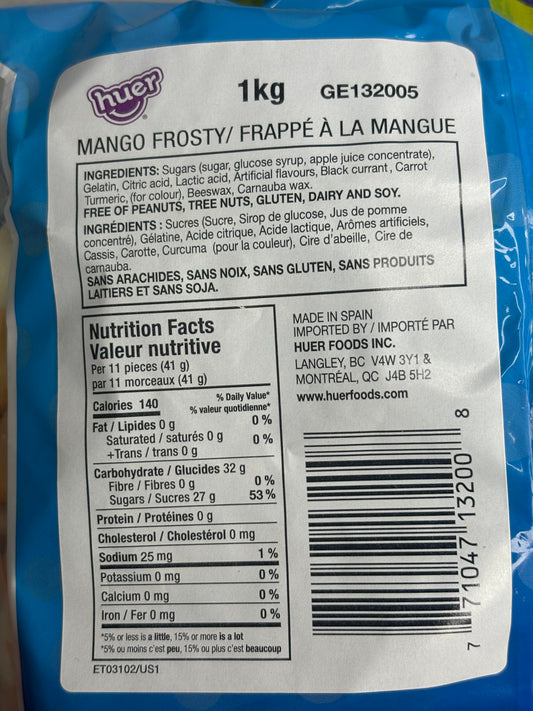 huer
1kg
GE132005
MANGO FROSTY/ FRAPPÉ À LA MANGUE
INGREDIENTS: Sugars (sugar, glucose syrup, apple juice concentrate),
Gelatin, Citric acid, Lactic acid, Artificial flavours, Black currant , Carrot
Turmeric, (for colour), Beeswax, Carnauba wax.
FREE OF PEANUTS, TREE NUTS, GLUTEN, DAIRY AND SOY.
INGRÉDIENTS : Sucres (Sucre, Sirop de glucose, Jus de pomme
concentré), Gélatine, Acide citrique, Acide lactique, Arômes artificiels,
Cassis, Carotte, Curcuma (pour la couleur), Cire d'abeille, Cire de
carnauba.
SANS ARACHIDES, SANS NOIX, SANS GLUTEN, SANS PRODUITS
LAITIERS ET SANS SOJA.
Nutrition Facts
Valeur nutritive
Per 11 pieces (41 g)
par 11 morceaux (41 g)
Calories 140
% Daily Value*
% valeur quotidienne*
Fat / Lipides 0 g 0 %
Saturated / saturés 0 g 0 %
+Trans / trans 0 g
Carbohydrate / Glucides 32 g
Fibre / Fibres 0 g 0 %
Sugars / Sucres 27 g 53 %
Protein / Protéines 0 g
Cholesterol / Cholestérol 0 mg
Sodium 25 mg 1 %
Potassium 0 mg 0 %
Calcium 0 mg 0 %
Iron / Fer 0 mg 0 %
*5% or less is a little, 15% or more is a lot
*5% ou moins c'est peu, 15% ou plus c'est beaucoup
ET03102/US1
MADE IN SPAIN
IMPORTED BY / IMPORTÉ PAR
HUER FOODS INC.
LANGLEY, BC V4W 3Y1 &
MONTRÉAL, QC J4B 5H2
www.huerfoods.com
7 71047 13200 8